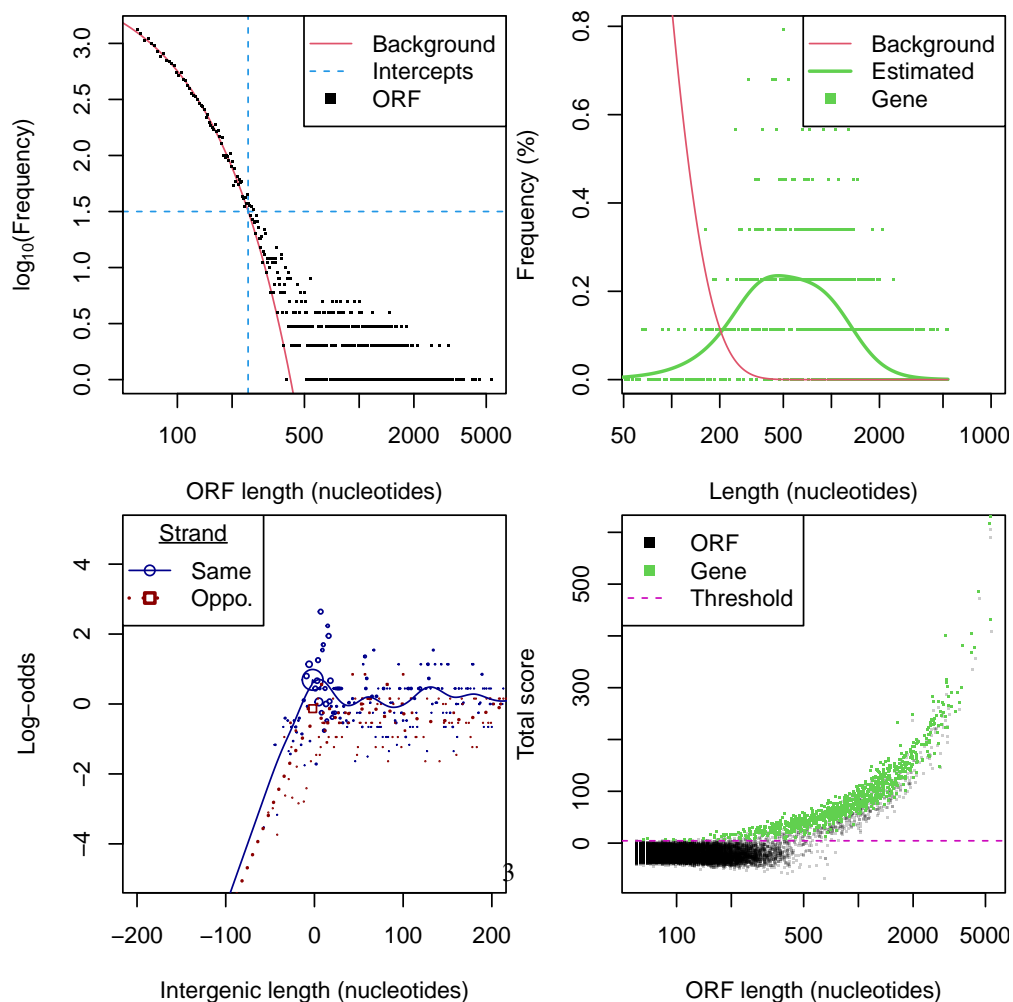 log₁₀(Frequency)
0.0 0.5 1.0 1.5 2.0 2.5 3.0
Background
Intercepts
ORF
100 500 2000 5000
ORF length (nucleotides)
Frequency (%)
0.0 0.2 0.4 0.6 0.8
Background
Estimated
Gene
50 200 500 2000 1000
Length (nucleotides)
Log−odds
−4 −2 0 2 4
Strand
Same
Oppo.
3
−200 −100 0 100 200
Intergenic length (nucleotides)
Total score
0 100 300 500
ORF
Gene
Threshold
100 500 2000 5000
ORF length (nucleotides)